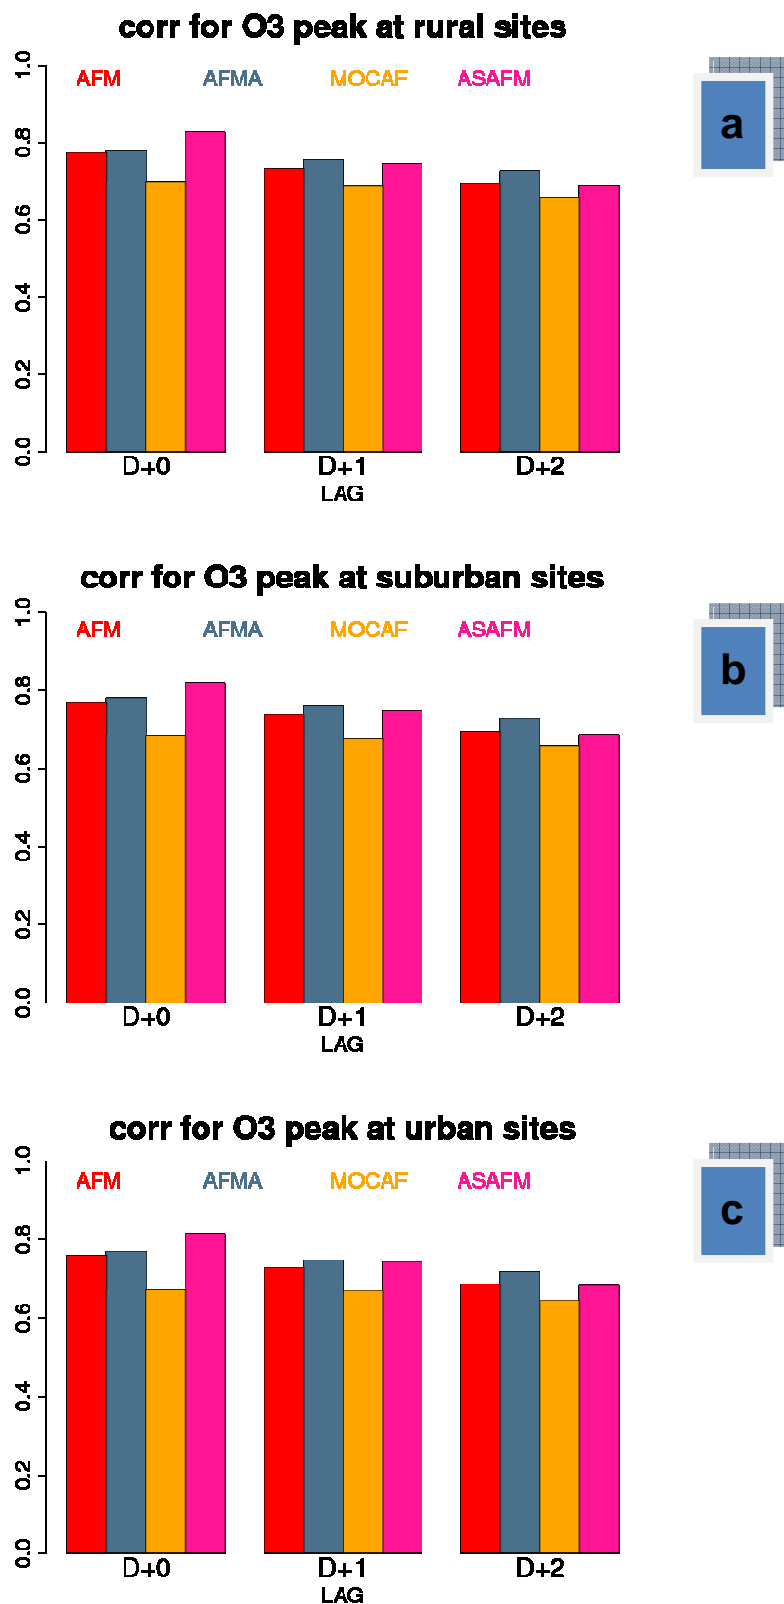 corr for O3 peak at rural sites
AFM AFMA MOCAF ASAFM
a
1.0
0.8
0.6
0.4
0.2
0.0
D+0 D+1 D+2
LAG
corr for O3 peak at suburban sites
AFM AFMA MOCAF ASAFM
b
1.0
0.8
0.6
0.4
0.2
0.0
D+0 D+1 D+2
LAG
corr for O3 peak at urban sites
AFM AFMA MOCAF ASAFM
c
1.0
0.8
0.6
0.4
0.2
0.0
D+0 D+1 D+2
LAG